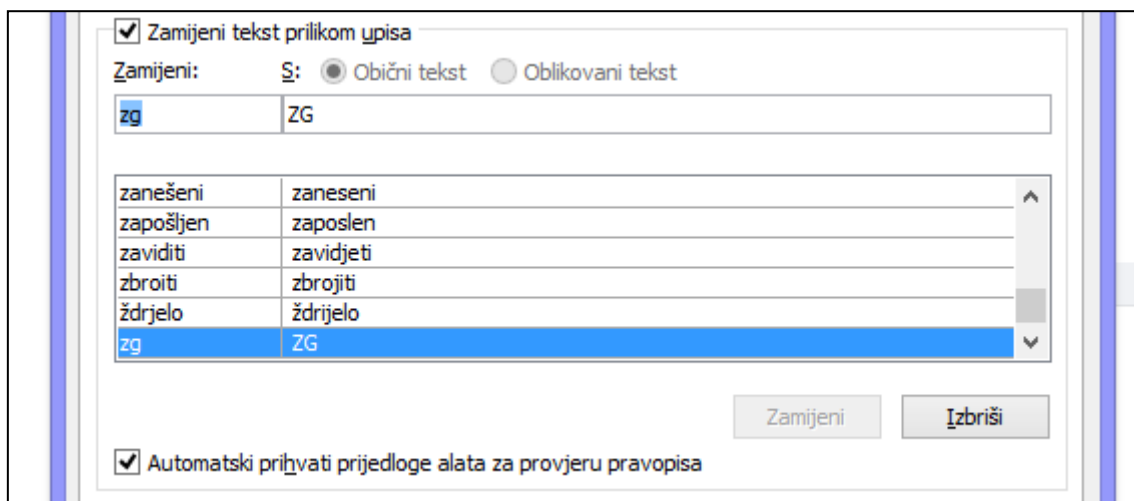 Zamijeni tekst prilikom upisa
Zamijeni: S: Obični tekst Oblikovani tekst
zg ZG
zanešeni zaneseni
zapošljen zaposlen
zaviditi zavidjeti
zbroiti zbrojiti
ždrjelo ždrijelo
zg ZG
Zamijeni Izbriši
Automatski prihvati prijedloge alata za provjeru pravopisa